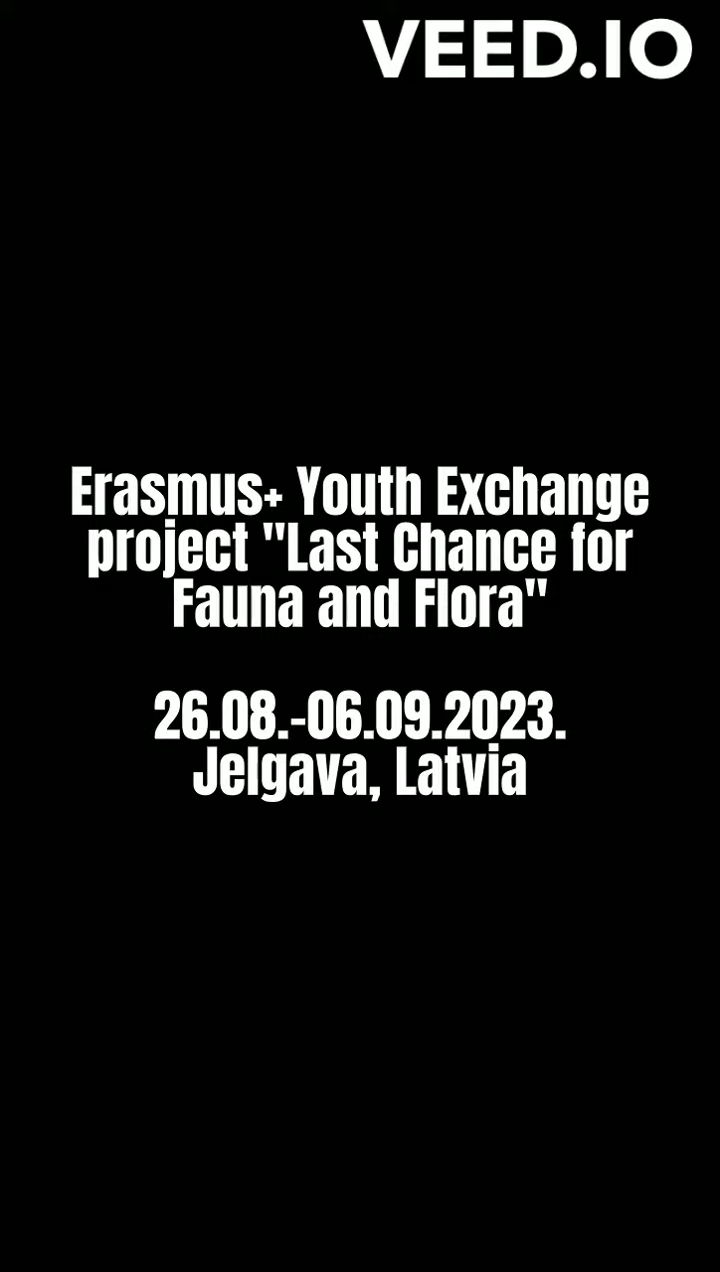 VEED.IO
Erasmus+ Youth Exchange
project "Last Chance for
Fauna and Flora"
26.08.-06.09.2023.
Jelgava, Latvia